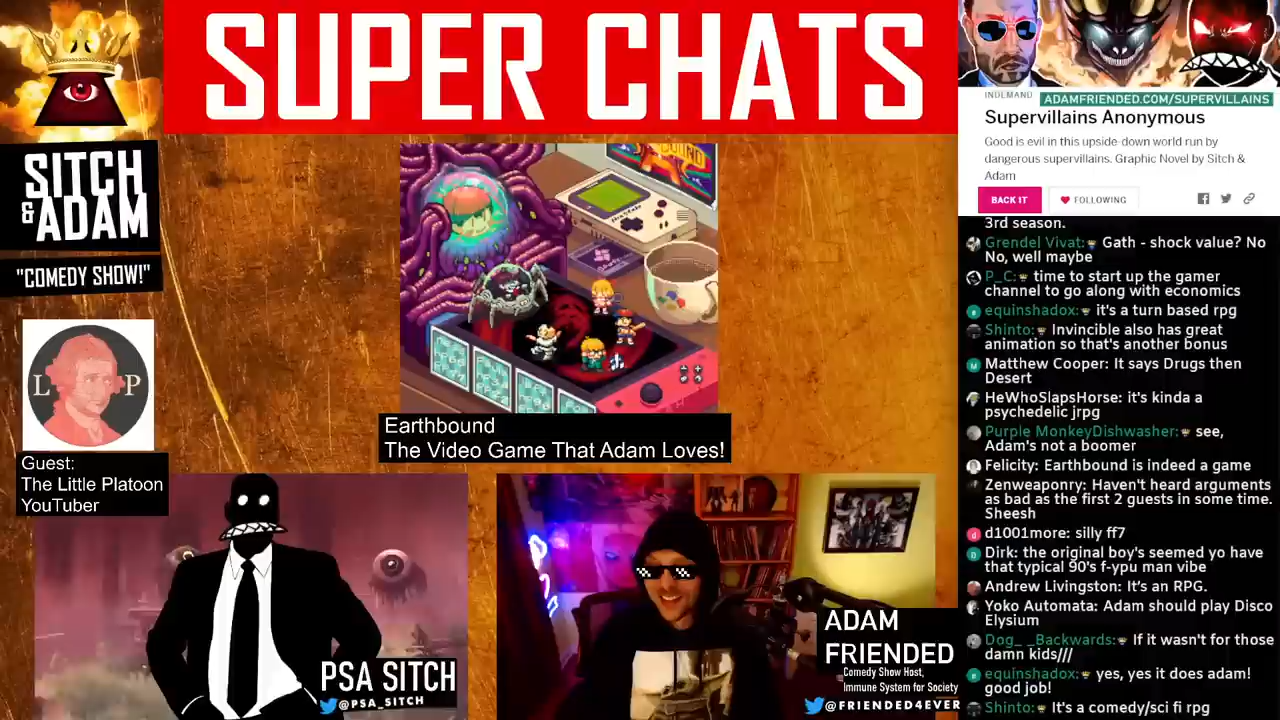 SUPER CHATS
SITCH
& ADAM
"COMEDY SHOW!"
L P
Guest:
The Little Platoon
YouTuber
Earthbound
The Video Game That Adam Loves!
PSA SITCH
@PSA_SITCH
ADAM
FRIENDED
Comedy Show Host,
Immune System for Society
@FRIENDED4EVER
INDEMAND
ADAMFRIENDED.COM/SUPERVILLAINS
Supervillains Anonymous
Good is evil in this upside-down world run by
dangerous supervillains. Graphic Novel by Sitch &
Adam
BACK IT
FOLLOWING
3rd season.
Grendel Vivat: Gath - shock value? No
No, well maybe
P_C: time to start up the gamer
channel to go along with economics
equinshadox: it's a turn based rpg
Shinto: Invincible also has great
animation so that's another bonus
Matthew Cooper: It says Drugs then
Desert
HeWhoSlapsHorse: it's kinda a
psychedelic jrpg
Purple MonkeyDishwasher: see,
Adam's not a boomer
Felicity: Earthbound is indeed a game
Zenweaponry: Haven't heard arguments
as bad as the first 2 guests in some time.
Sheesh
d1001more: silly ff7
Dirk: the original boy's seemed yo have
that typical 90's f-ypu man vibe
Andrew Livingston: It's an RPG.
Yoko Automata: Adam should play Disco
Elysium
Dog_ _Backwards: If it wasn't for those
damn kids///
equinshadox: yes, yes it does adam!
good job!
Shinto: It's a comedy/sci fi rpg